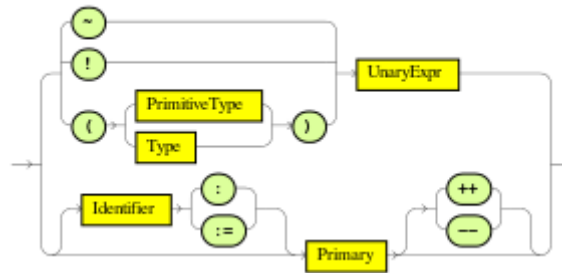 ~
!
UnaryExpr
( PrimitiveType )
Type
Identifier : ++
:= --
Primary